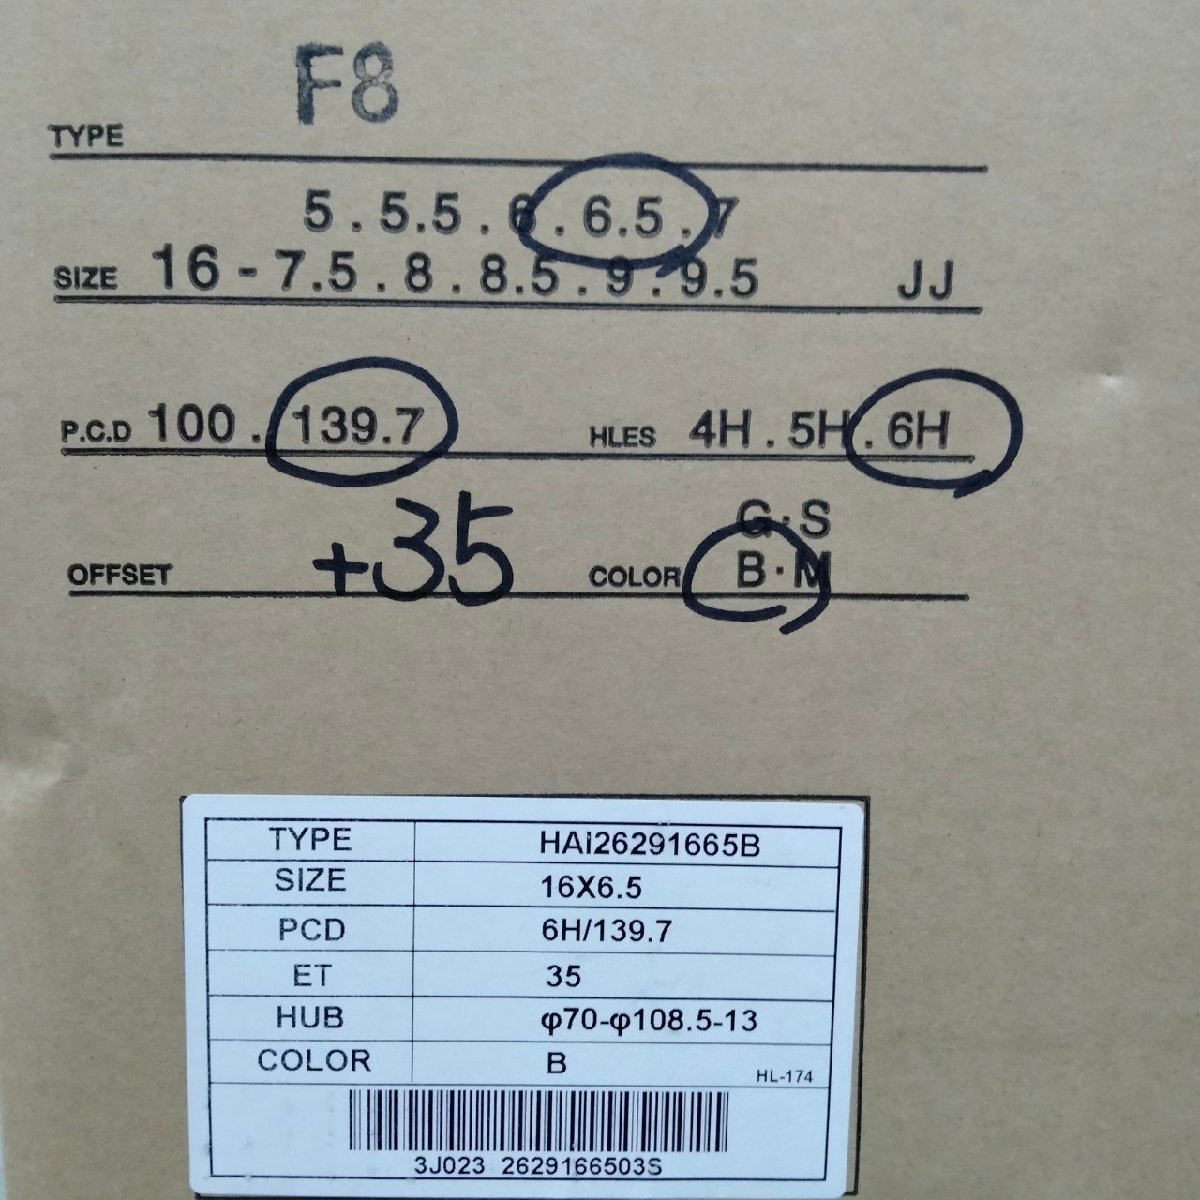 F8
TYPE
5 . 5.5 . 6 . 6.5 . 7
SIZE 16 - 7.5 . 8 . 8.5 . 9 . 9.5 JJ
P.C.D 100 . 139.7 HLES 4H . 5H . 6H
G·S
OFFSET +35 COLOR B·M
TYPE HAi26291665B
SIZE 16X6.5
PCD 6H/139.7
ET 35
HUB φ70-φ108.5-13
COLOR B
HL-174
3J023 2629166503S